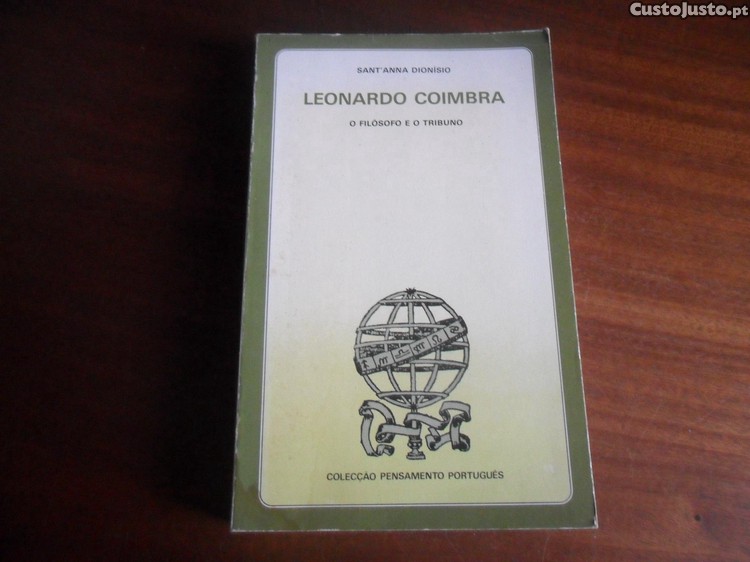 CustoJusto.pt
SANT'ANNA DIONÍSIO
LEONARDO COIMBRA
O FILÓSOFO E O TRIBUNO
COLECÇÃO PENSAMENTO PORTUGUÊS